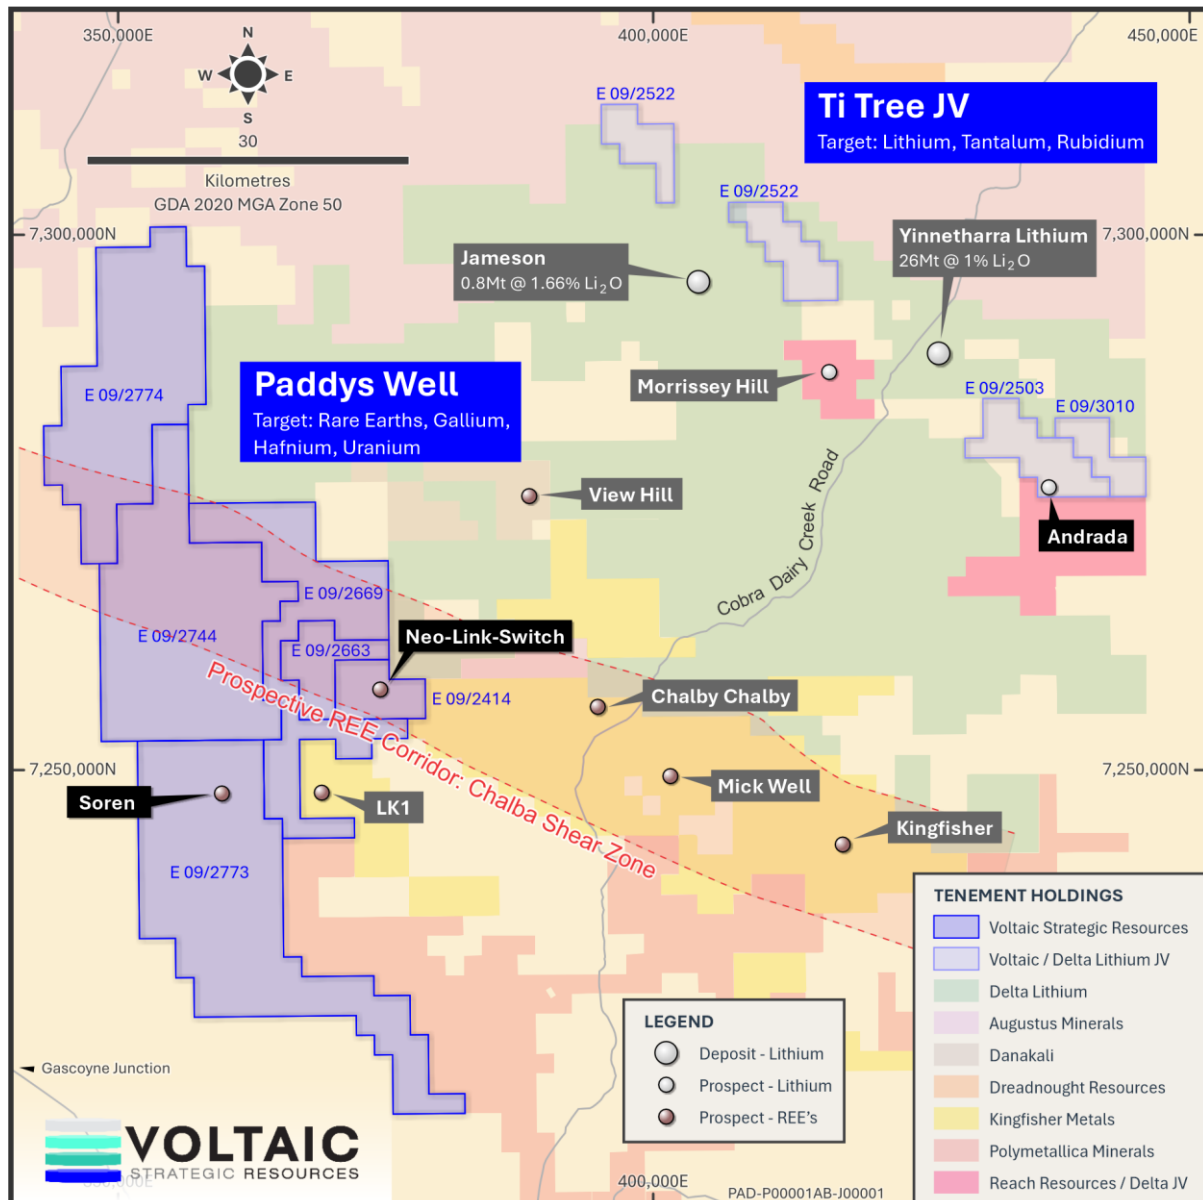 350,000E
400,000E
450,000E
N
W
E
S
30
Kilometres
GDA 2020 MGA Zone 50
E 09/2522
Ti Tree JV
Target: Lithium, Tantalum, Rubidium
E 09/2522
7,300,000N
7,300,000N
Jameson
0.8Mt @ 1.66% Li₂O
Yinnetharra Lithium
26Mt @ 1% Li₂O
Paddys Well
Target: Rare Earths, Gallium,
Hafnium, Uranium
Morrissey Hill
E 09/2774
E 09/2503
E 09/3010
View Hill
Cobra Dairy Creek Road
Andrada
E 09/2669
E 09/2744
E 09/2663
Neo-Link-Switch
E 09/2414
Chalby Chalby
Prospective REE Corridor: Chalba Shear Zone
7,250,000N
7,250,000N
Mick Well
Soren
LK1
Kingfisher
E 09/2773
TENEMENT HOLDINGS
Voltaic Strategic Resources
Voltaic / Delta Lithium JV
Delta Lithium
Augustus Minerals
Danakali
Dreadnought Resources
Kingfisher Metals
Polymetallica Minerals
Reach Resources / Delta JV
LEGEND
Deposit - Lithium
Prospect - Lithium
Prospect - REE's
Gascoyne Junction
VOLTAIC
STRATEGIC RESOURCES
350,000E
400,000E
PAD-P00001AB-J00001